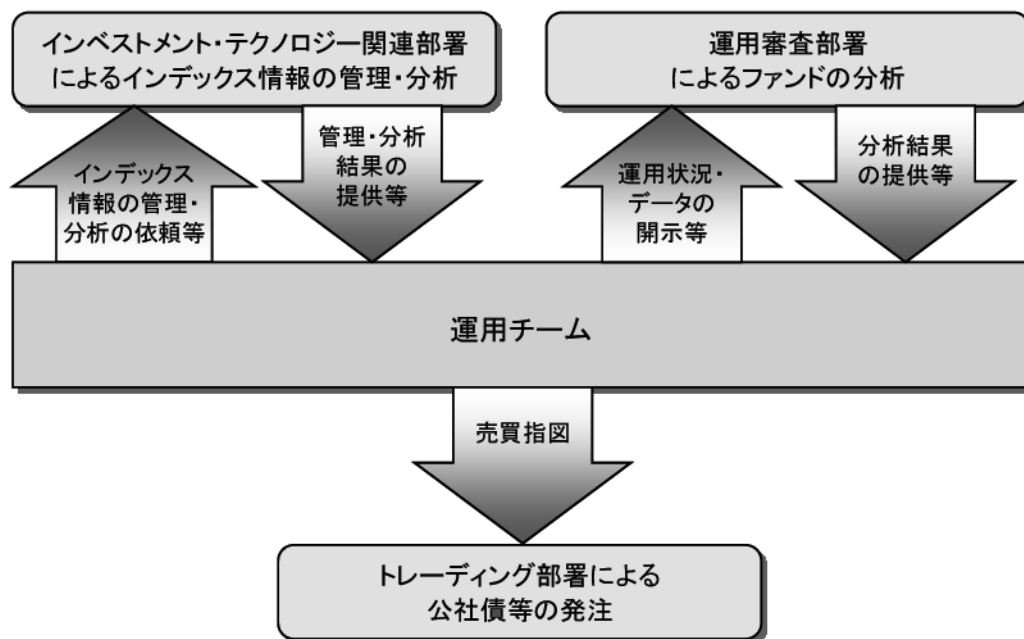 インベストメント・テクノロジー関連部署
によるインデックス情報の管理・分析
運用審査部署
によるファンドの分析
インデックス
情報の管理・
分析の依頼等
管理・分析
結果の
提供等
運用状況・
データの
開示等
分析結果
の提供等
運用チーム
売買指図
トレーディング部署による
公社債等の発注